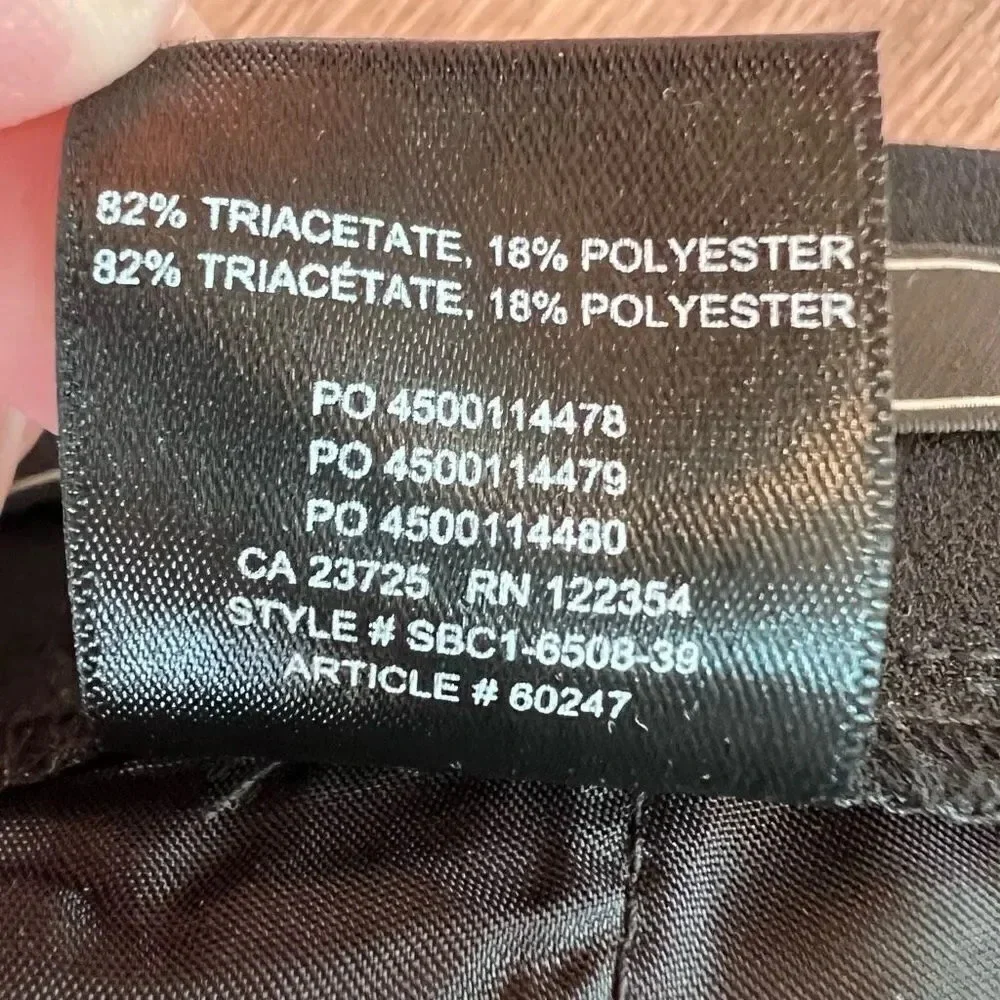 82% TRIACETATE, 18% POLYESTER
82% TRIACÉTATE, 18% POLYESTER
PO 4500114478
PO 4500114479
PO 4500114480
CA 23725 RN 122354
STYLE # SBC1-6508-39
ARTICLE # 60247